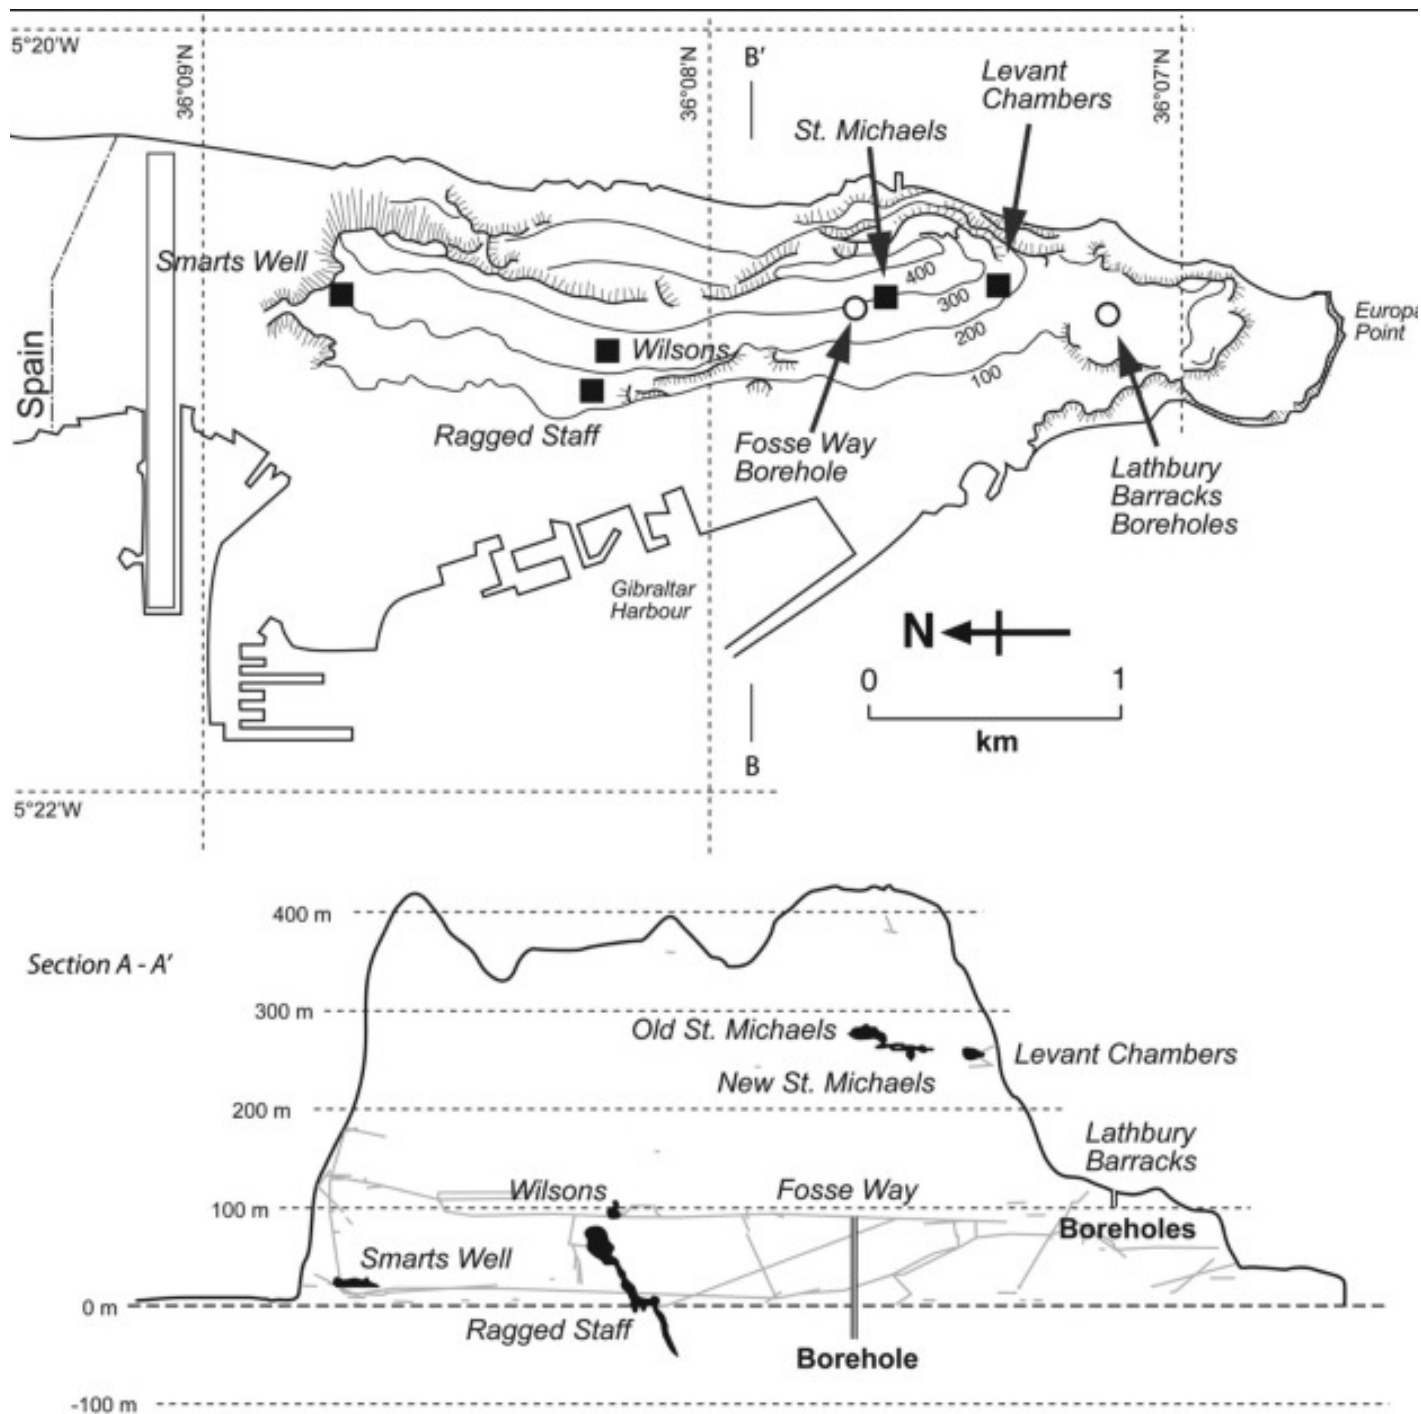 5°20'W
36°09'N
36°08'N
B'
Levant
Chambers
36°07'N
St. Michaels
Smarts Well
400
300
200
100
Wilsons
Europa
Point
Spain
Ragged Staff
Fosse Way
Borehole
Lathbury
Barracks
Boreholes
Gibraltar
Harbour
N
0 1
km
B
5°22'W
400 m
Section A - A'
300 m
Old St. Michaels
Levant Chambers
New St. Michaels
200 m
Lathbury
Barracks
Wilsons
Fosse Way
100 m
Boreholes
Smarts Well
0 m
Ragged Staff
Borehole
-100 m